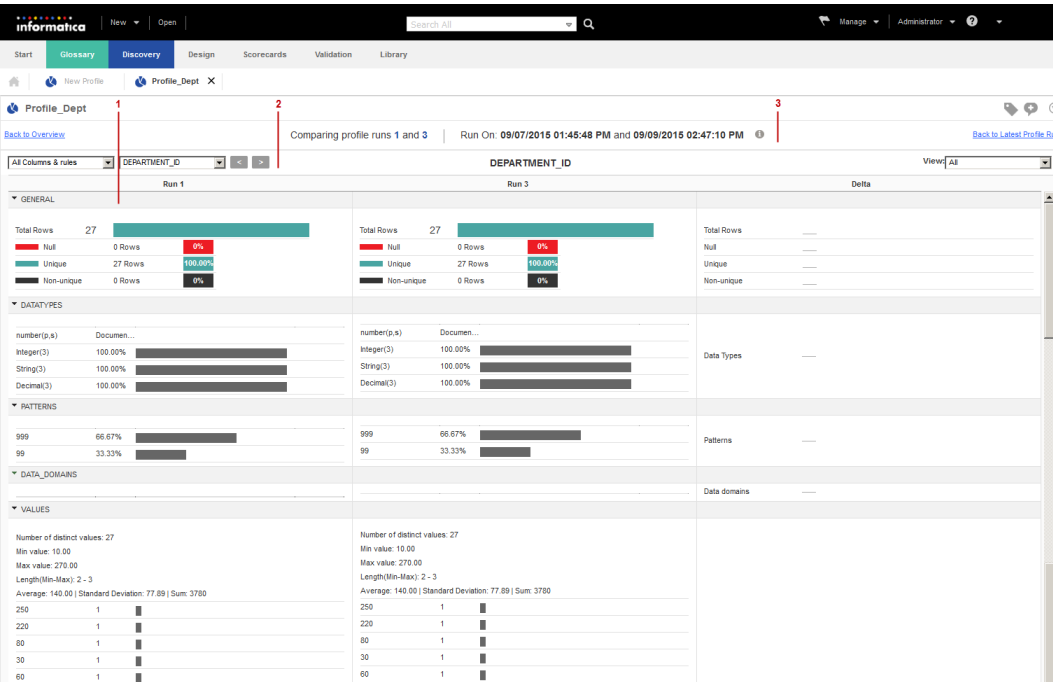 informatica New Open Search All Manage Administrator ?
Start Glossary Discovery Design Scorecards Validation Library
New Profile Profile_Dept X
Profile_Dept 1 2 3
Back to Overview Comparing profile runs 1 and 3 Run On: 09/07/2015 01:45:48 PM and 09/09/2015 02:47:10 PM Back to Latest Profile
All Columns & rules DEPARTMENT_ID < > DEPARTMENT_ID View: All
Run 1 Run 3 Delta
GENERAL
Total Rows 27 Total Rows 27 Total Rows
Null 0 Rows 0% Null 0 Rows 0% Null
Unique 27 Rows 100.00% Unique 27 Rows 100.00% Unique
Non-unique 0 Rows 0% Non-unique 0 Rows 0% Non-unique
DATATYPES
number(p,s) Documen... number(p,s) Documen...
Integer(3) 100.00% Integer(3) 100.00%
String(3) 100.00% String(3) 100.00% Data Types
Decimal(3) 100.00% Decimal(3) 100.00%
PATTERNS
999 66.67% 999 66.67%
99 33.33% 99 33.33% Patterns
DATA_DOMAINS
Data domains
VALUES
Number of distinct values: 27 Number of distinct values: 27
Min value: 10.00 Min value: 10.00
Max value: 270.00 Max value: 270.00
Length(Min-Max): 2 - 3 Length(Min-Max): 2 - 3
Average: 140.00 | Standard Deviation: 77.89 | Sum: 3780 Average: 140.00 | Standard Deviation: 77.89 | Sum: 3780
250 1 250 1
220 1 220 1
80 1 80 1
30 1 30 1
60 1 60 1